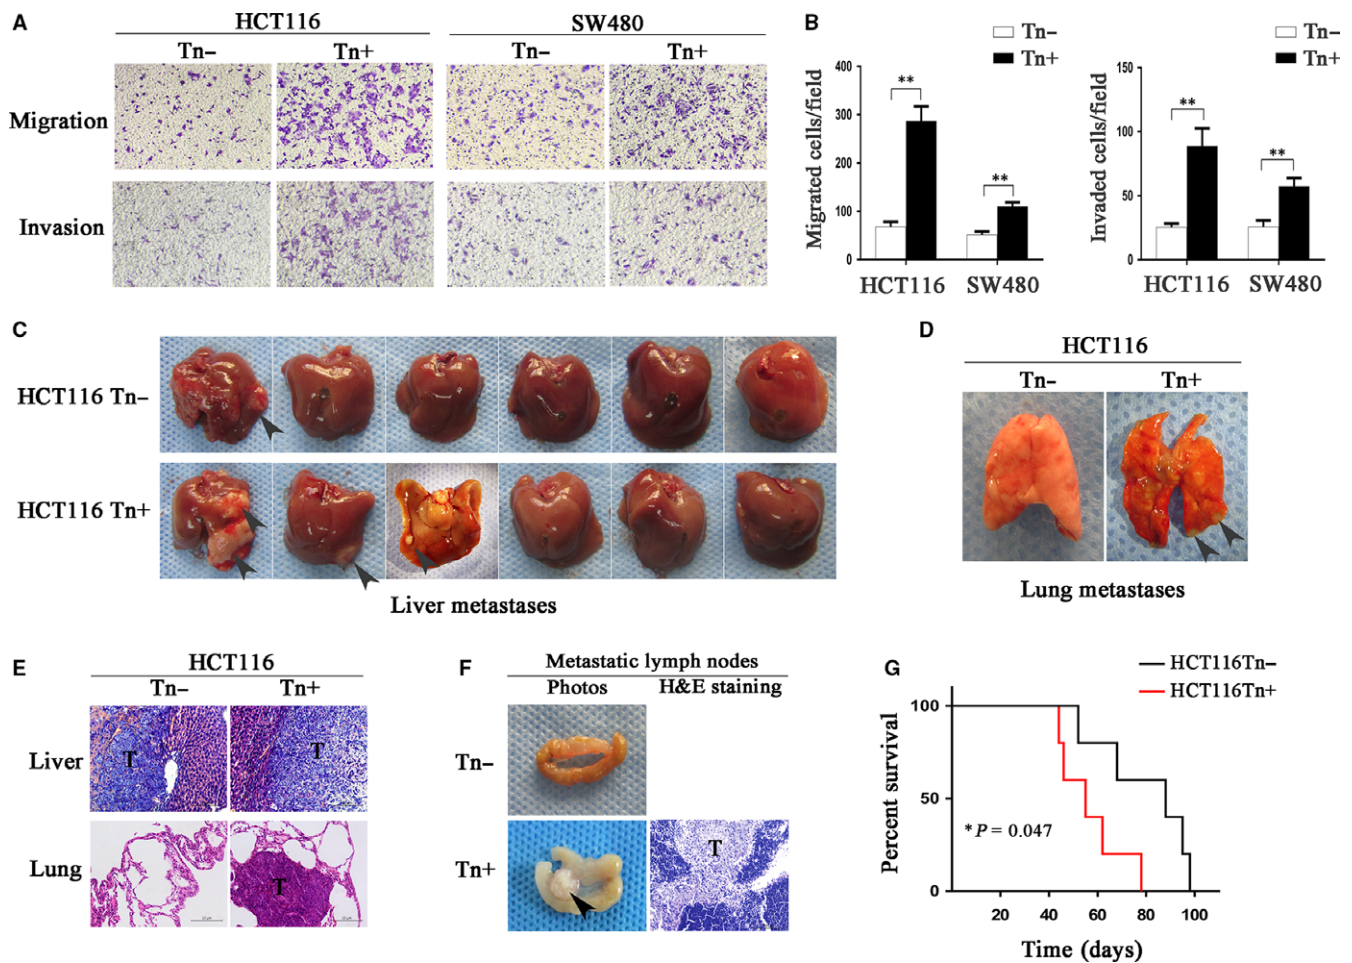 A
HCT116
SW480
Tn− Tn+
Tn− Tn+
Migration
Invasion
B
Tn−
Tn+
Migrated cells/field
400
300
200
100
0
**
**
HCT116 SW480
Tn−
Tn+
Invaded cells/field
150
100
50
0
**
**
HCT116 SW480
C
HCT116 Tn−
HCT116 Tn+
Liver metastases
D
HCT116
Tn− Tn+
Lung metastases
E
HCT116
Tn− Tn+
Liver
T
T
Lung
T
F
Metastatic lymph nodes
Photos H&E staining
Tn−
Tn+
T
G
HCT116Tn−
HCT116Tn+
Percent survival
100
50
0
*P = 0.047
20 40 60 80 100
Time (days)